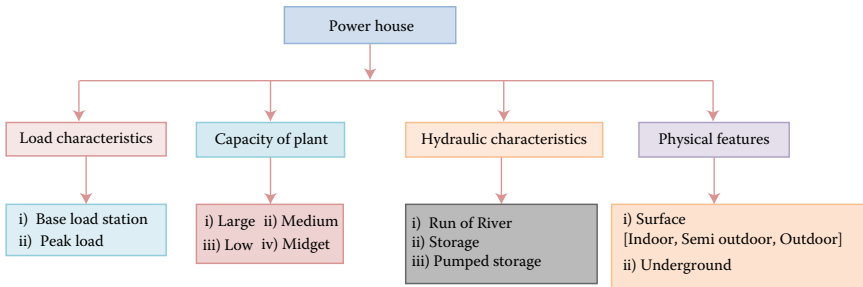 Power house
Load characteristics
Capacity of plant
Hydraulic characteristics
Physical features
i) Base load station
ii) Peak load
i) Large ii) Medium
iii) Low iv) Midget
i) Run of River
ii) Storage
iii) Pumped storage
i) Surface
[Indoor, Semi outdoor, Outdoor]
ii) Underground